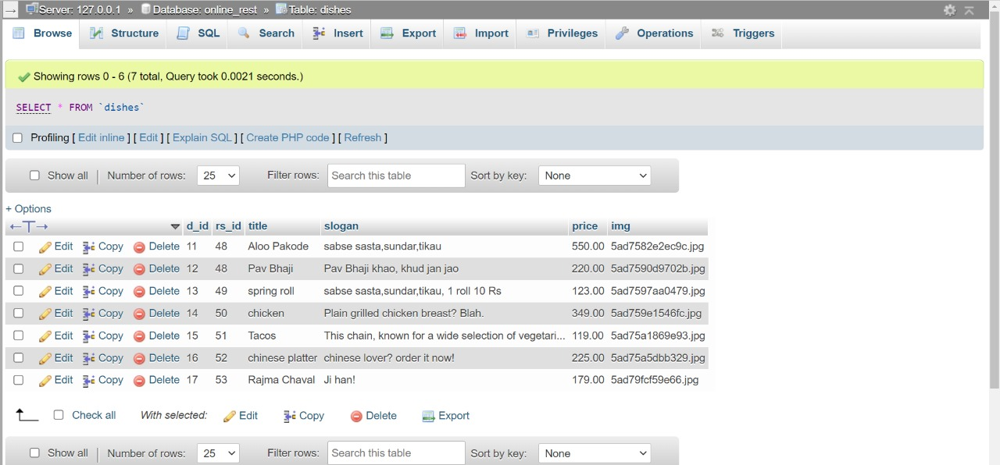 Server: 127.0.0.1 » Database: online_rest » Table: dishes
Browse Structure SQL Search Insert Export Import Privileges Operations Triggers
Showing rows 0 - 6 (7 total, Query took 0.0021 seconds.)
SELECT * FROM `dishes`
Profiling [ Edit inline ] [ Edit ] [ Explain SQL ] [ Create PHP code ] [ Refresh ]
Show all Number of rows: 25 Filter rows: Search this table Sort by key: None
+ Options
d_id rs_id title slogan price img
Edit Copy Delete 11 48 Aloo Pakode sabse sasta,sundar,tikau 550.00 5ad7582e2ec9c.jpg
Edit Copy Delete 12 48 Pav Bhaji Pav Bhaji khao, khud jan jao 220.00 5ad7590d9702b.jpg
Edit Copy Delete 13 49 spring roll sabse sasta,sundar,tikau, 1 roll 10 Rs 123.00 5ad7597aa0479.jpg
Edit Copy Delete 14 50 chicken Plain grilled chicken breast? Blah. 349.00 5ad759e1546fc.jpg
Edit Copy Delete 15 51 Tacos This chain, known for a wide selection of vegetari... 119.00 5ad75a1869e93.jpg
Edit Copy Delete 16 52 chinese platter chinese lover? order it now! 225.00 5ad75a5dbb329.jpg
Edit Copy Delete 17 53 Rajma Chaval Ji han! 179.00 5ad79fcf59e66.jpg
Check all With selected: Edit Copy Delete Export
Show all Number of rows: 25 Filter rows: Search this table Sort by key: None